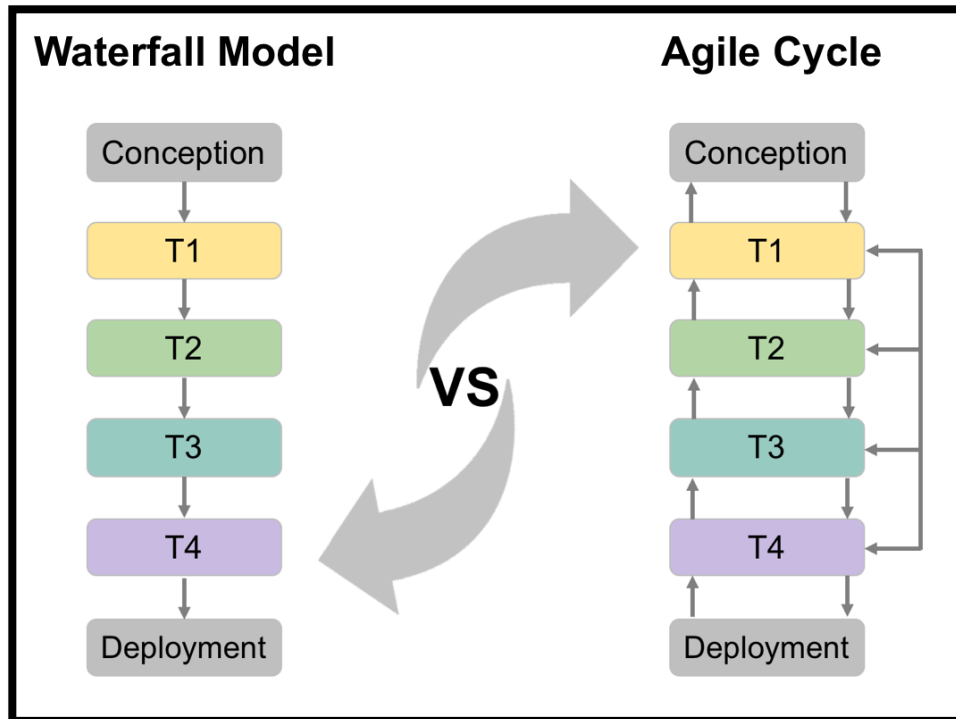 Waterfall Model
Conception
T1
T2
T3
T4
Deployment
VS
Agile Cycle
Conception
T1
T2
T3
T4
Deployment